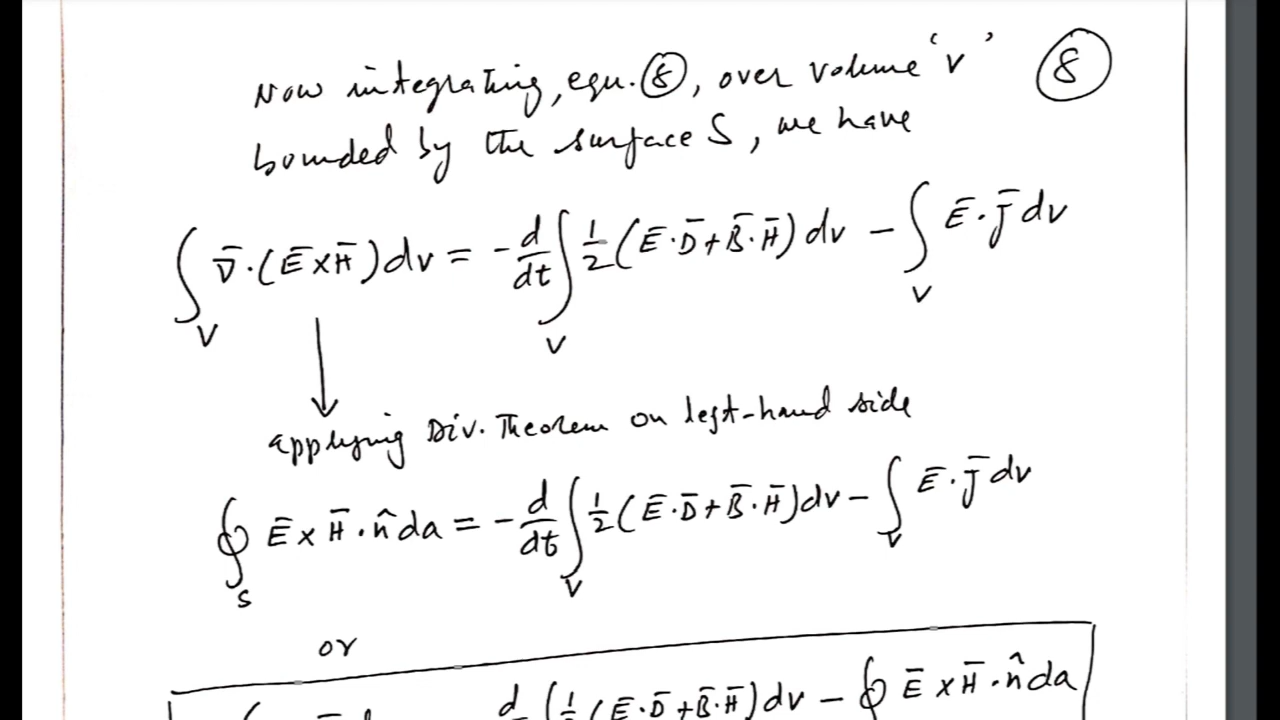 Now integrating, equ. ⑧, over volume 'v' ⑧
bounded by the surface S, we have
∫_V ∇̄·(Ē×H̄)dv = -d/dt ∫_V ½(Ē·D̄+B̄·H̄)dv - ∫_V Ē·J̄dv
applying Div. Theorem on left-hand side
∮_S Ē×H̄·n̂da = -d/dt ∫_V ½(Ē·D̄+B̄·H̄)dv - ∫_V Ē·J̄dv
or
d ∫ ½(Ē·D̄+B̄·H̄)dv - ∮ Ē×H̄·n̂da